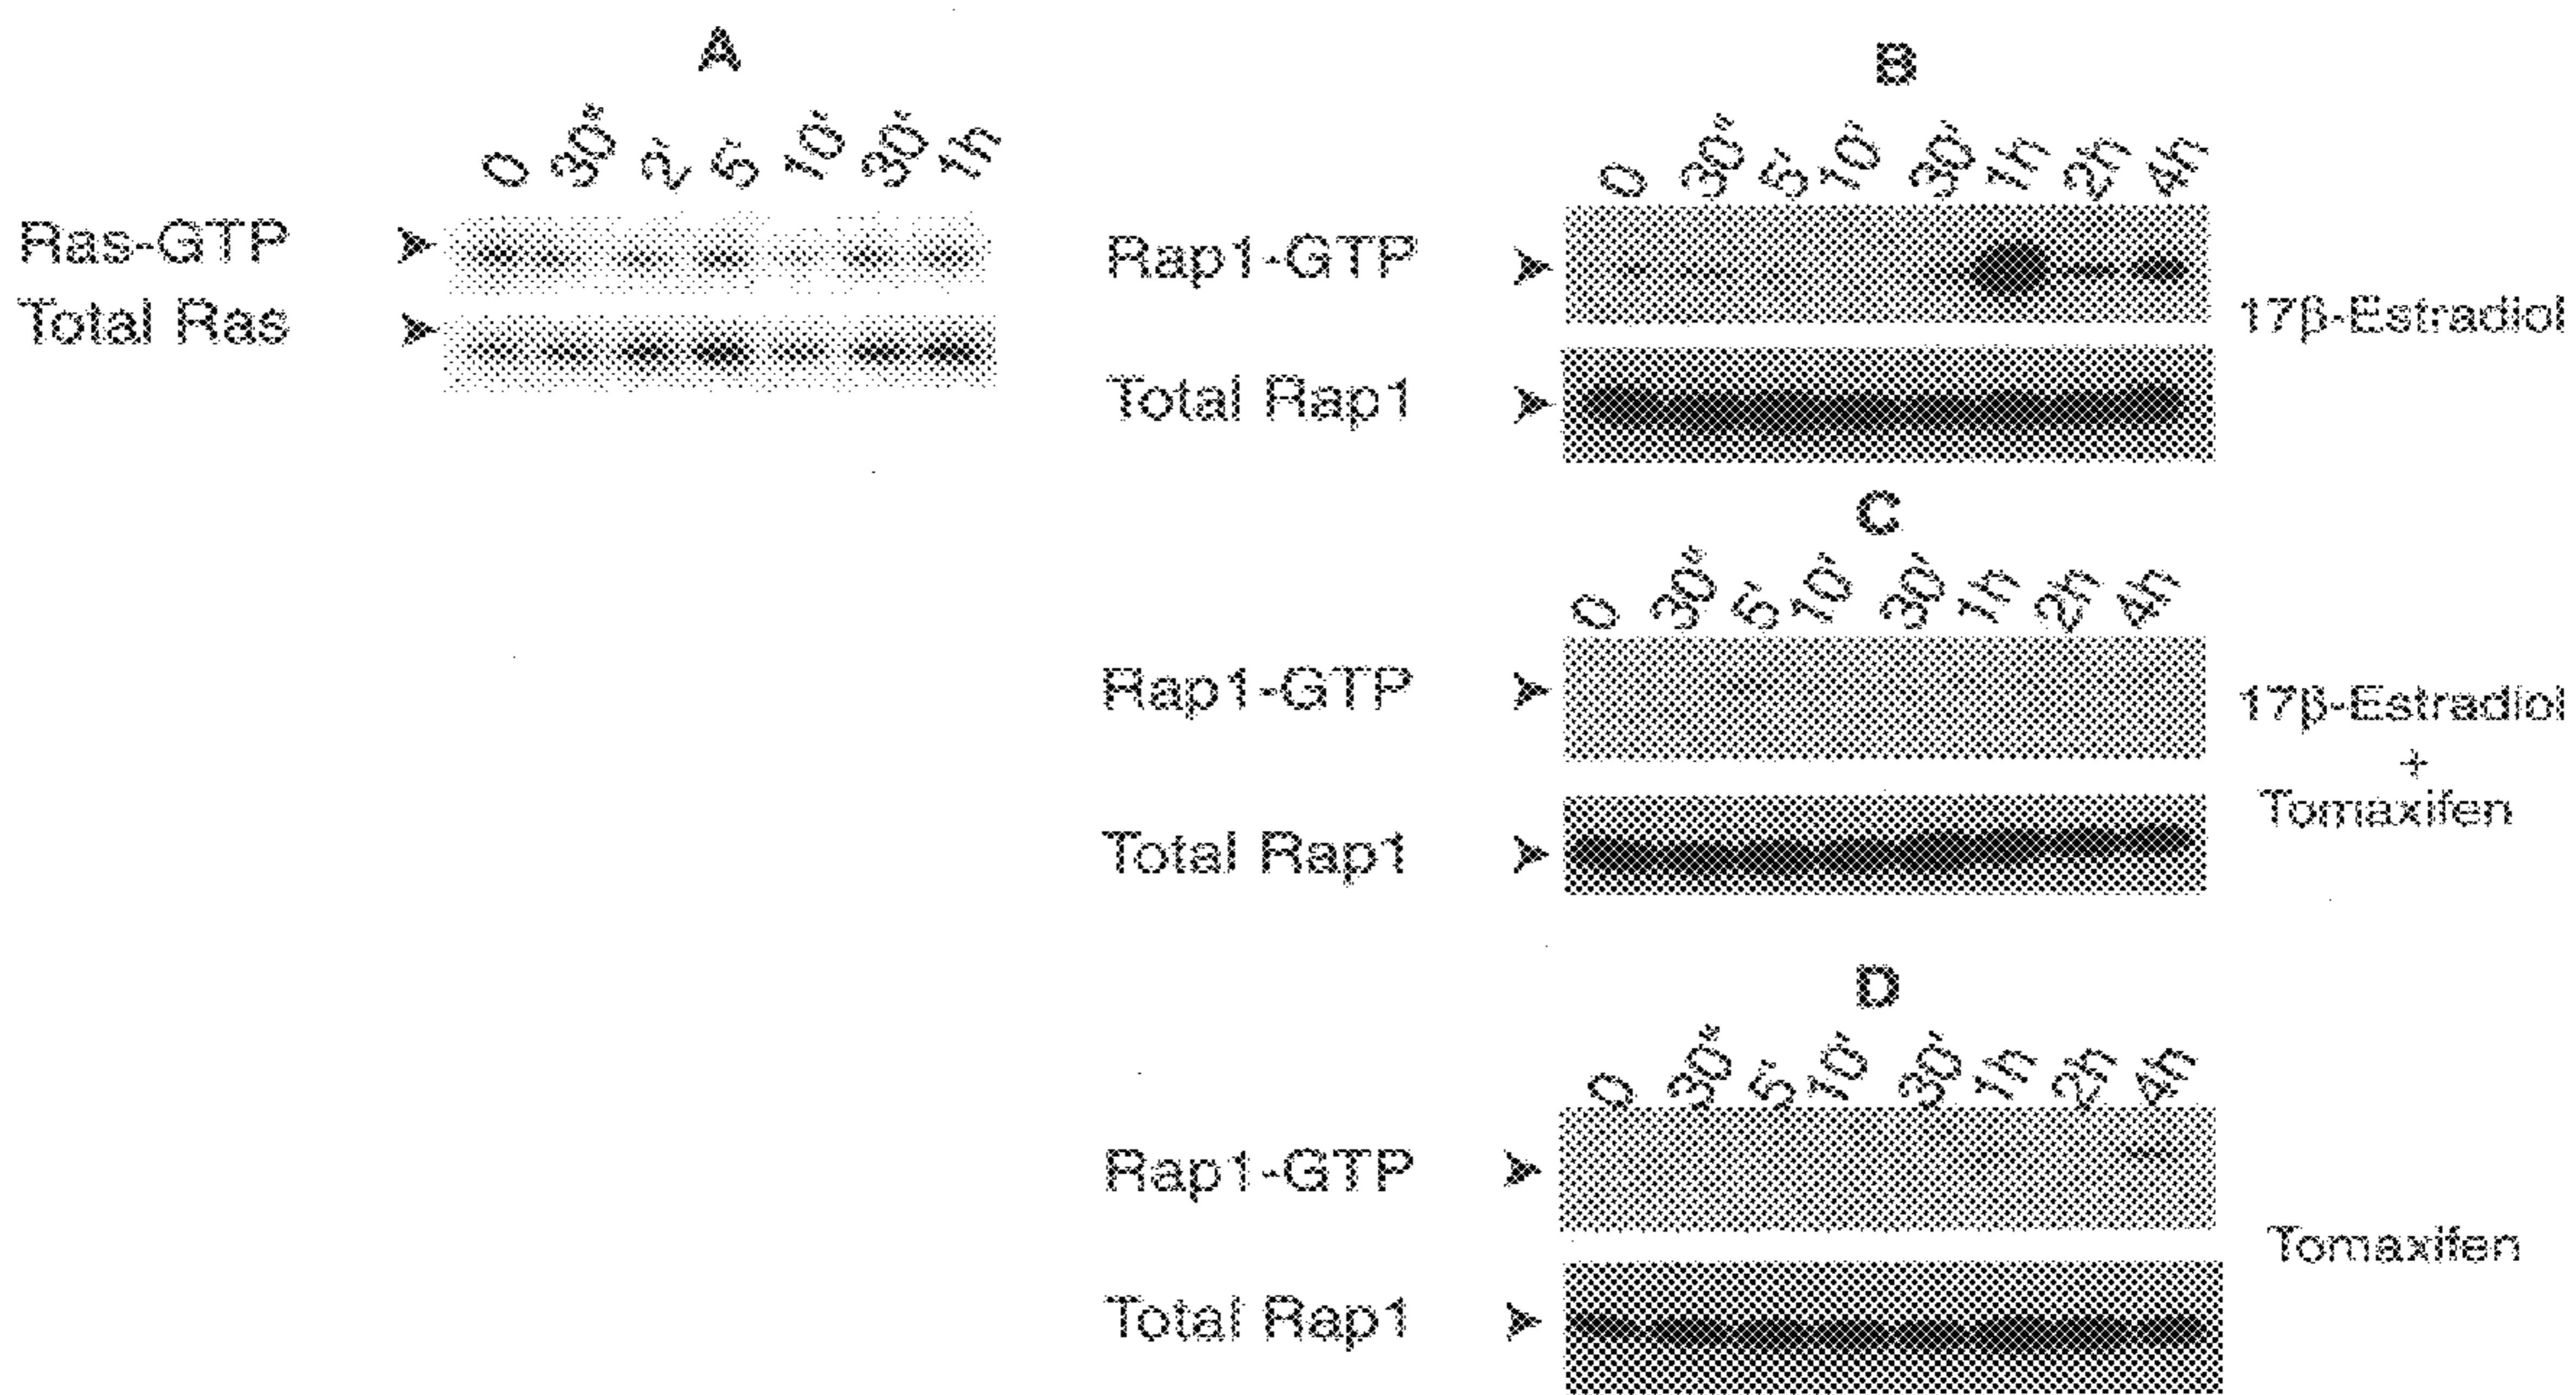 A
0 30" 2' 5' 10' 30' 1h
Ras-GTP
Total Ras
B
0 30" 5' 10' 30' 1h 2h 4h
Rap1-GTP
Total Rap1
17β-Estradiol
C
0 30" 5' 10' 30' 1h 2h 4h
Rap1-GTP
Total Rap1
17β-Estradiol
+
Tomaxifen
D
0 30" 5' 10' 30' 1h 2h 4h
Rap1-GTP
Total Rap1
Tomaxifen